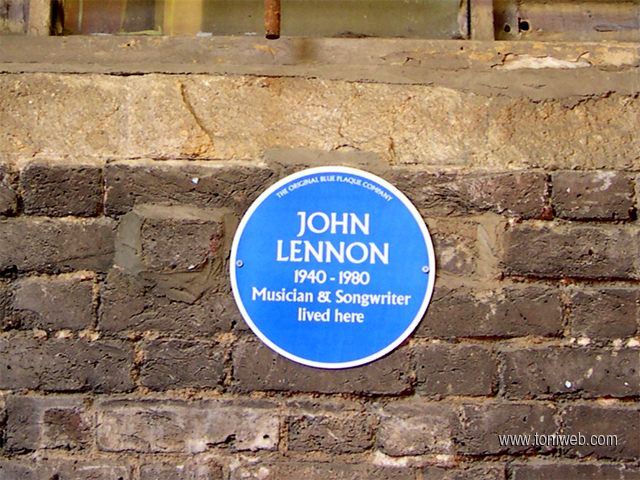 THE ORIGINAL BLUE PLAQUE COMPANY
JOHN
LENNON
1940 - 1980
Musician & Songwriter
lived here
www.toniweb.com